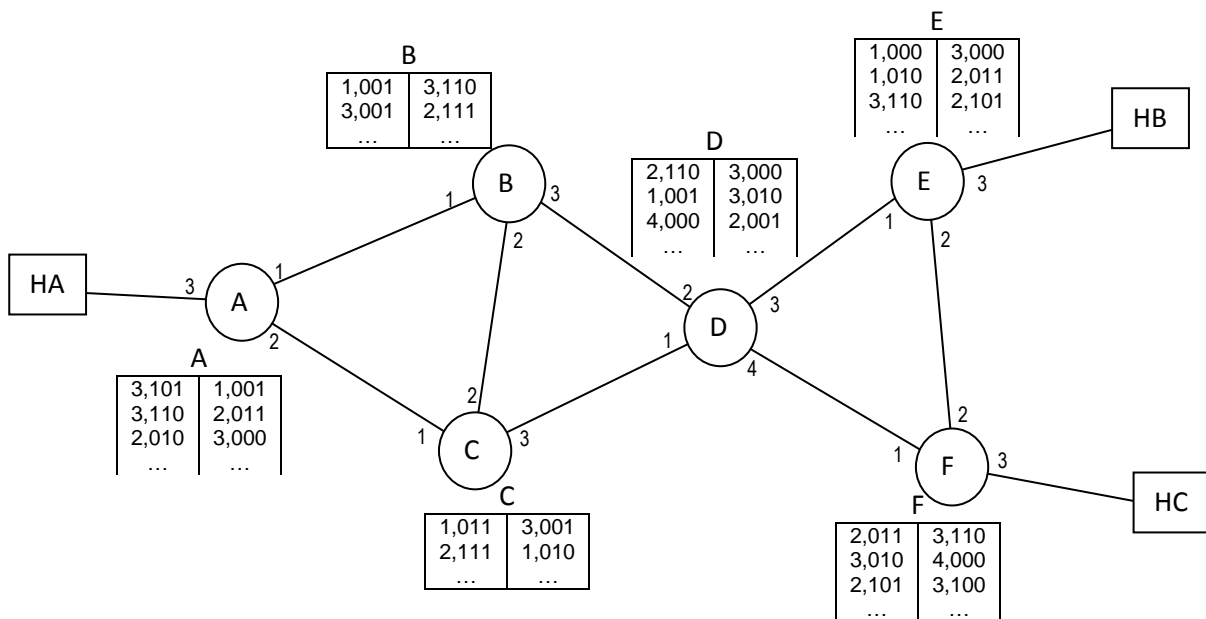 E
1,000 3,000
1,010 2,011
3,110 2,101
... ...
B
1,001 3,110
3,001 2,111
... ...
HB
D
2,110 3,000
1,001 3,010
4,000 2,001
... ...
B
1 3
2
E
3
1
2
HA
3
A
1
2
D
2 3
1
4
A
3,101 1,001
3,110 2,011
2,010 3,000
... ...
C
2
1 3
F
2
1 3
HC
C
1,011 3,001
2,111 1,010
... ...
F
2,011 3,110
3,010 4,000
2,101 3,100
... ...